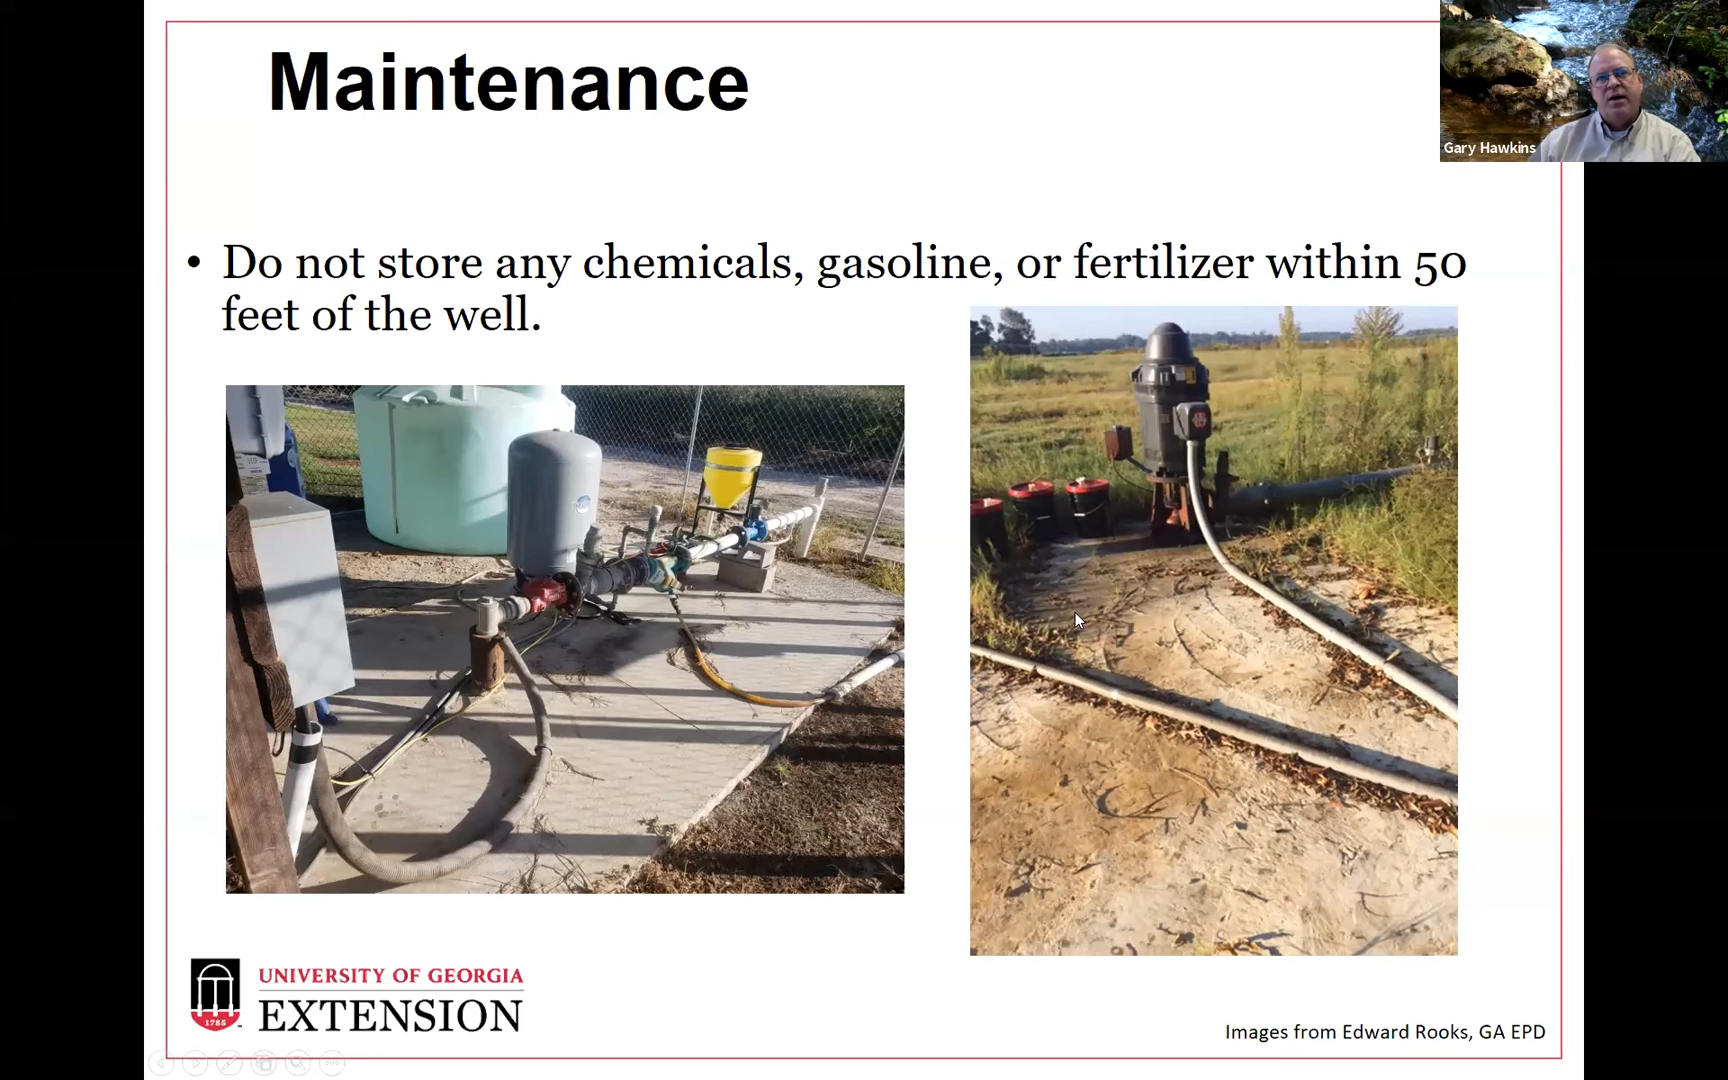 Maintenance
Gary Hawkins
• Do not store any chemicals, gasoline, or fertilizer within 50
feet of the well.
1785
UNIVERSITY OF GEORGIA
EXTENSION
Images from Edward Rooks, GA EPD